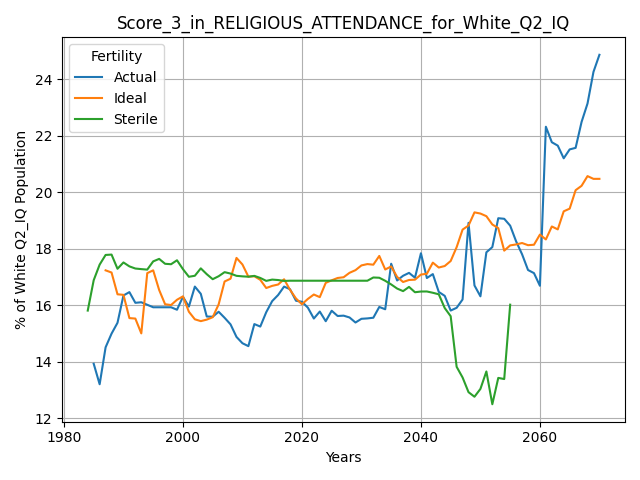 Score_3_in_RELIGIOUS_ATTENDANCE_for_White_Q2_IQ
Fertility
Actual
Ideal
Sterile
% of White Q2_IQ Population
24
22
20
18
16
14
12
1980
2000
2020
2040
2060
Years